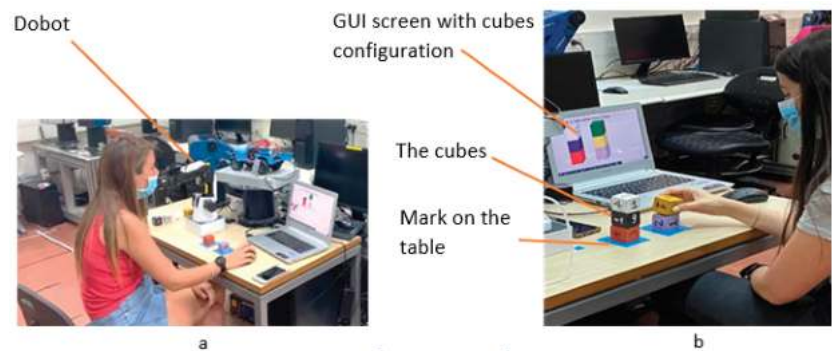 Dobot
GUI screen with cubes
configuration
The cubes
Mark on the
table
a
b